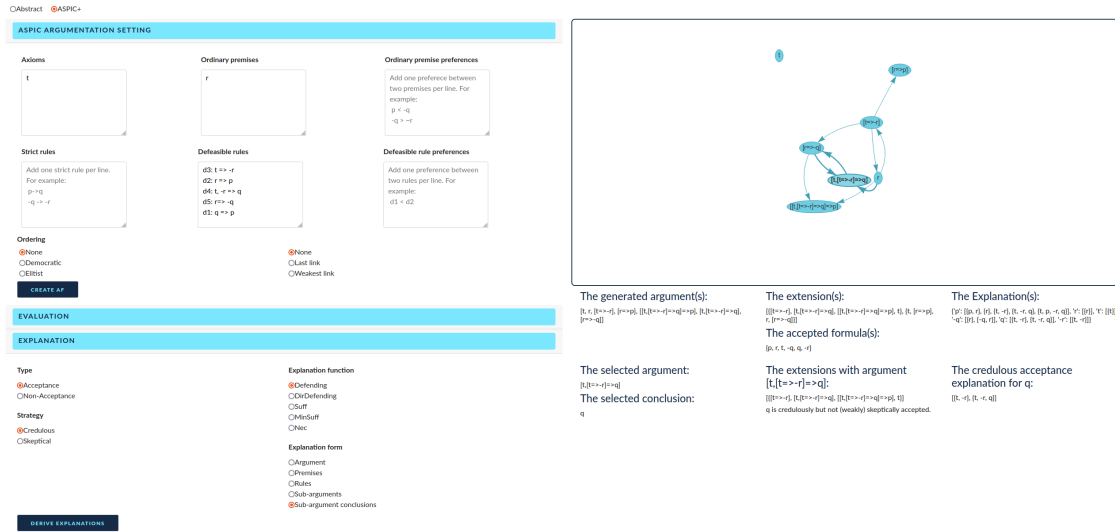 Abstract ASPIC+
ASPIC ARGUMENTATION SETTING
Axioms
t
Ordinary premises
r
Ordinary premise preferences
Add one preferece between
two premises per line. For
example:
p < -q
-q > ~r
Strict rules
Add one strict rule per line.
For example:
p->q
-q -> -r
Defeasible rules
d3: t => -r
d2: r => p
d4: t, -r => q
d5: r=> -q
d1: q => p
Defeasible rule preferences
Add one preference between
two rules per line. For
example:
d1 < d2
Ordering
None
Democratic
Elitist
None
Last link
Weakest link
CREATE AF
EVALUATION
EXPLANATION
Type
Acceptance
Non-Acceptance
Strategy
Credulous
Skeptical
Explanation function
Defending
DirDefending
Suff
MinSuff
Nec
Explanation form
Argument
Premises
Rules
Sub-arguments
Sub-argument conclusions
DERIVE EXPLANATIONS
t
[r=>p]
[t=>-r]
[r=>-q]
[t,[t=>-r]=>q]
r
[[t,[t=>-r]=>q]=>p]
The generated argument(s):
[t, r, [t=>-r], [r=>p], [[t,[t=>-r]=>q]=>p], [t,[t=>-r]=>q],
[r=>-q]]
The extension(s):
[{[t=>-r], [t,[t=>-r]=>q], [[t,[t=>-r]=>q]=>p], t}, {t, [r=>p],
r, [r=>-q]}]
The accepted formula(s):
{p, r, t, -q, q, -r}
The Explanation(s):
The selected argument:
[t,[t=>-r]=>q]
The selected conclusion:
q
The extensions with argument
[t,[t=>-r]=>q]:
[{[t=>-r], [t,[t=>-r]=>q], [[t,[t=>-r]=>q]=>p], t}]
q is credulously but not (weakly) skeptically accepted.
The credulous acceptance
explanation for q:
[{t, -r}, {t, -r, q}]